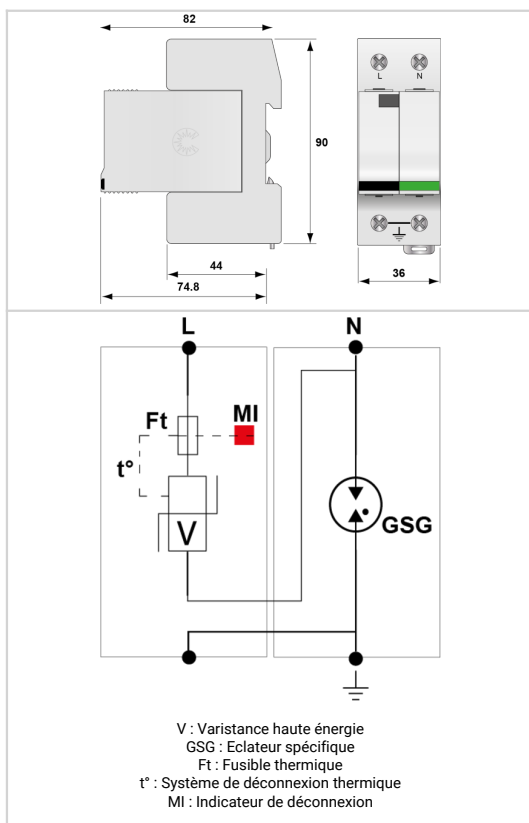 82
L N
90
44
74.8
36
L N
Ft MI
t°
V
GSG
V : Varistance haute énergie
GSG : Eclateur spécifique
Ft : Fusible thermique
t° : Système de déconnexion thermique
MI : Indicateur de déconnexion